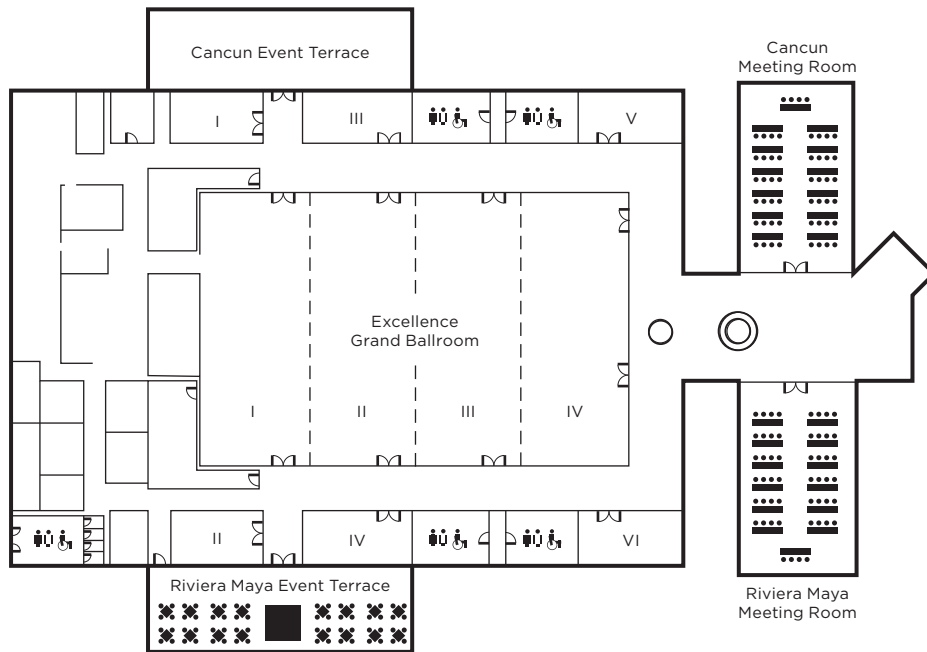 Cancun Event Terrace
Cancun
Meeting Room
I
III
V
Excellence
Grand Ballroom
I
II
III
IV
II
IV
VI
Riviera Maya Event Terrace
Riviera Maya
Meeting Room